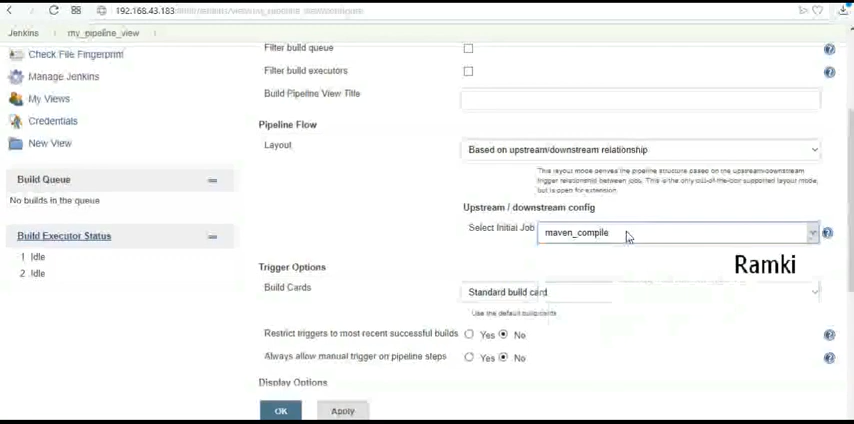 192.168.43.183
Jenkins
my_pipeline_view
Check File Fingerprint
Manage Jenkins
My Views
Credentials
New View
Build Queue
No builds in the queue
Build Executor Status
1 Idle
2 Idle
Filter build queue
Filter build executors
Build Pipeline View Title
Pipeline Flow
Layout
Based on upstream/downstream relationship
This layout mode derives the pipeline structure based on the upstream/downstream
trigger relationship between jobs. This is the only out-of-the-box supported layout mode,
but is open for extension.
Upstream / downstream config
Select Initial Job
maven_compile
Ramki
Trigger Options
Build Cards
Standard build card
Use the default build cards
Restrict triggers to most recent successful builds Yes No
Always allow manual trigger on pipeline steps Yes No
Display Options
OK Apply